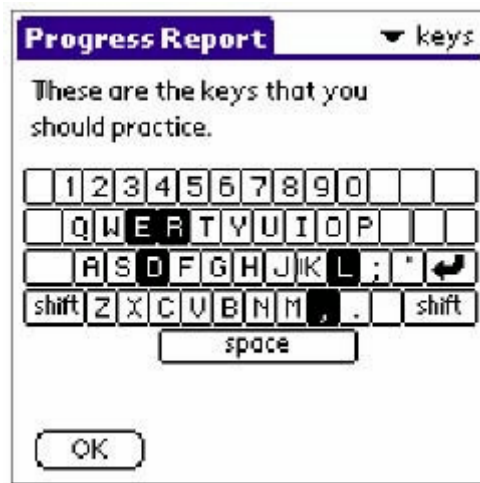 Progress Report ▼ keys
These are the keys that you
should practice.
1 2 3 4 5 6 7 8 9 0
Q W E R T Y U I O P
A S D F G H J K L ; '
shift Z X C V B N M , . shift
space
OK